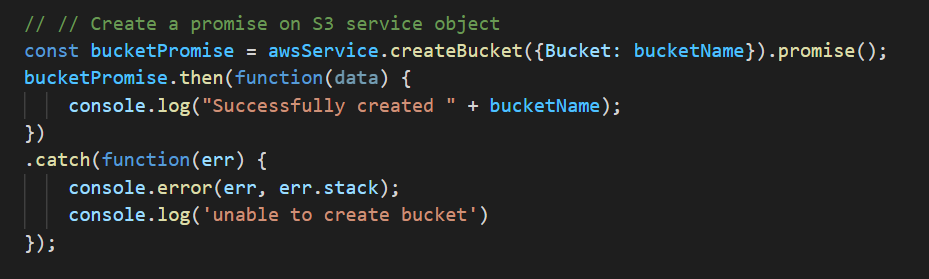 // // Create a promise on S3 service object
const bucketPromise = awsService.createBucket({Bucket: bucketName}).promise();
bucketPromise.then(function(data) {
    console.log("Successfully created " + bucketName);
})
.catch(function(err) {
    console.error(err, err.stack);
    console.log('unable to create bucket')
});